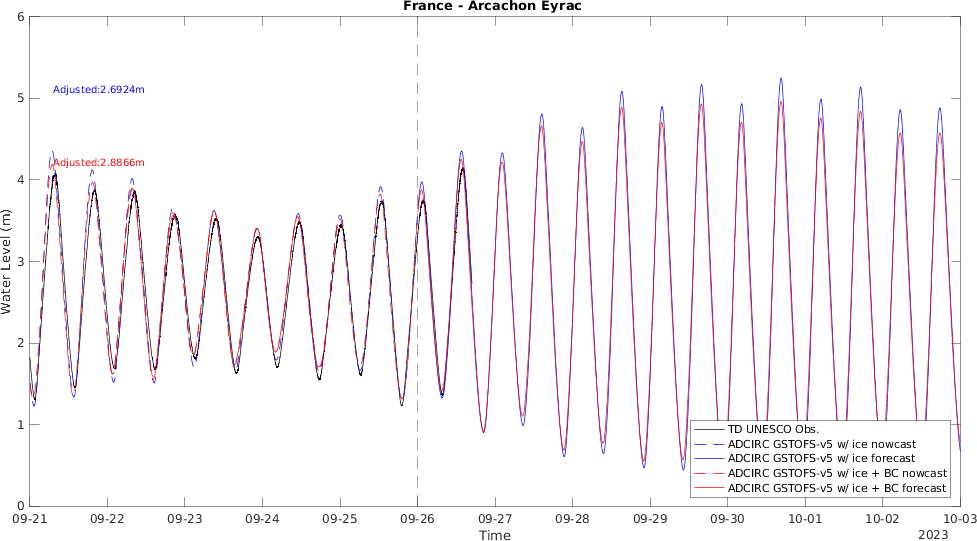 France - Arcachon Eyrac
6
5
4
3
2
1
0
Water Level (m)
Adjusted:2.6924m
Adjusted:2.8866m
TD UNESCO Obs.
ADCIRC GSTOFS-v5 w/ ice nowcast
ADCIRC GSTOFS-v5 w/ ice forecast
ADCIRC GSTOFS-v5 w/ ice + BC nowcast
ADCIRC GSTOFS-v5 w/ ice + BC forecast
09-21 09-22 09-23 09-24 09-25 09-26 09-27 09-28 09-29 09-30 10-01 10-02 10-03
Time
2023